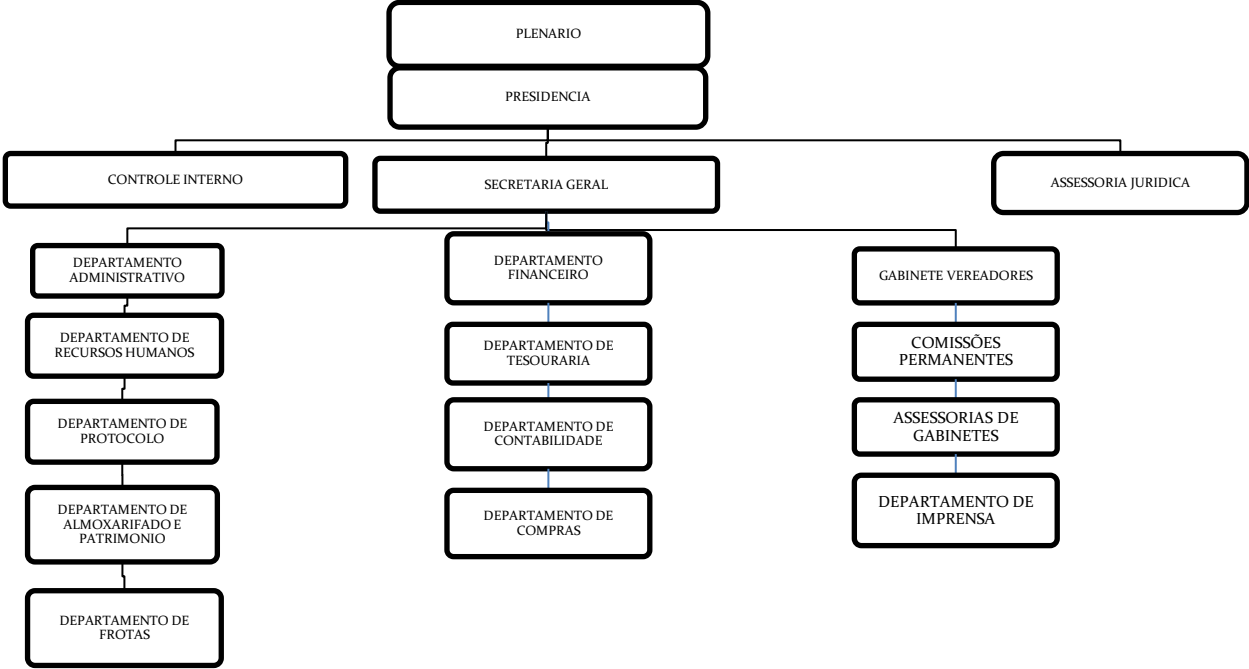 PLENARIO
PRESIDENCIA
CONTROLE INTERNO
SECRETARIA GERAL
ASSESSORIA JURIDICA
DEPARTAMENTO
ADMINISTRATIVO
DEPARTAMENTO DE
RECURSOS HUMANOS
DEPARTAMENTO DE
PROTOCOLO
DEPARTAMENTO DE
ALMOXARIFADO E
PATRIMONIO
DEPARTAMENTO DE
FROTAS
DEPARTAMENTO
FINANCEIRO
DEPARTAMENTO DE
TESOURARIA
DEPARTAMENTO DE
CONTABILIDADE
DEPARTAMENTO DE
COMPRAS
GABINETE VEREADORES
COMISSÕES
PERMANENTES
ASSESSORIAS DE
GABINETES
DEPARTAMENTO DE
IMPRENSA